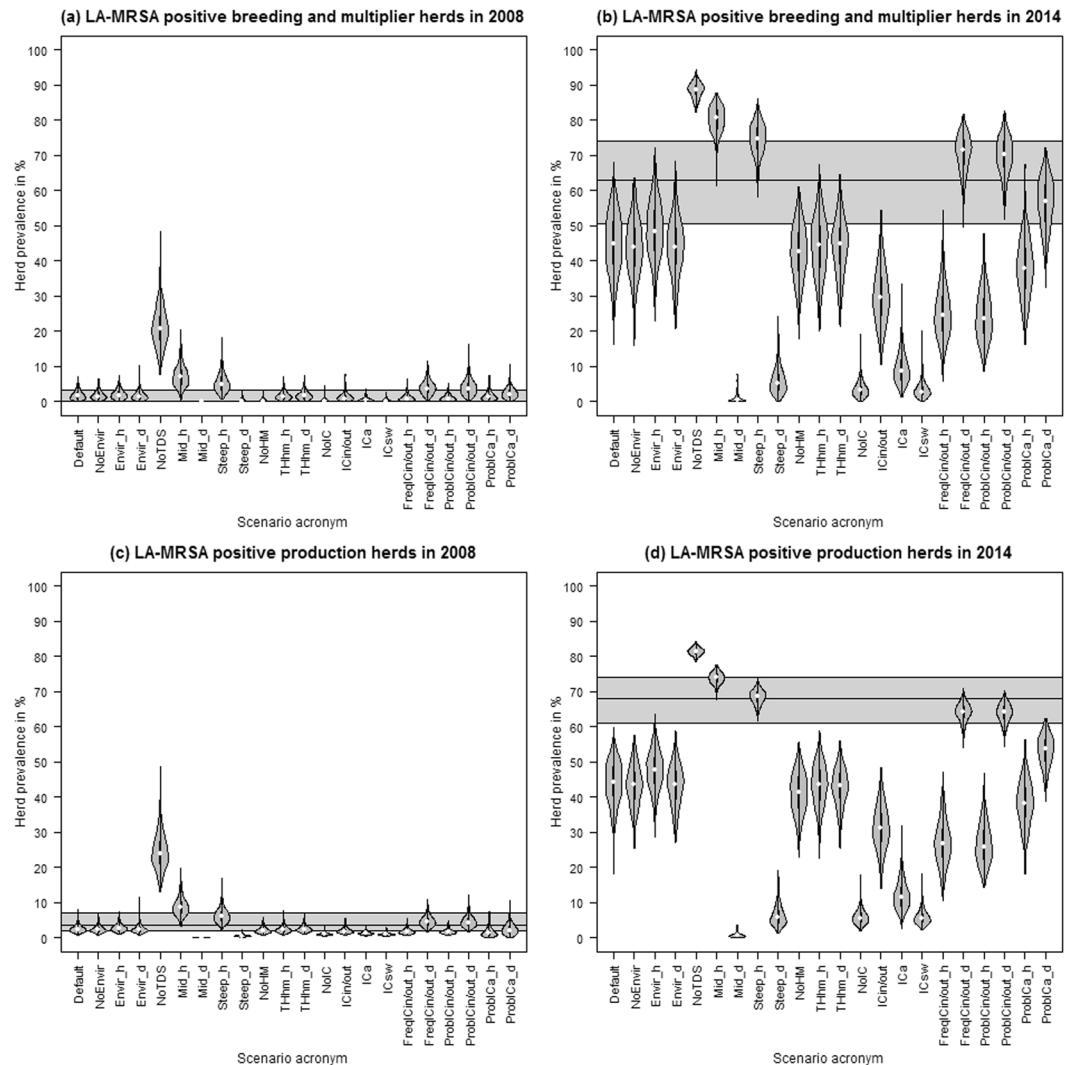 (a) LA-MRSA positive breeding and multiplier herds in 2008
Herd prevalence in %
100
90
80
70
60
50
40
30
20
10
0
Default
NoEnvir
Envir_h
Envir_d
NoTDS
Mid_h
Mid_d
Steep_h
Steep_d
NoHM
THhm_h
THhm_d
NoIC
ICin/out
ICa
ICsw
FreqICin/out_h
FreqICin/out_d
ProbICin/out_h
ProbICin/out_d
ProbICa_h
ProbICa_d
Scenario acronym
(b) LA-MRSA positive breeding and multiplier herds in 2014
Herd prevalence in %
100
90
80
70
60
50
40
30
20
10
0
Default
NoEnvir
Envir_h
Envir_d
NoTDS
Mid_h
Mid_d
Steep_h
Steep_d
NoHM
THhm_h
THhm_d
NoIC
ICin/out
ICa
ICsw
FreqICin/out_h
FreqICin/out_d
ProbICin/out_h
ProbICin/out_d
ProbICa_h
ProbICa_d
Scenario acronym
(c) LA-MRSA positive production herds in 2008
Herd prevalence in %
100
90
80
70
60
50
40
30
20
10
0
Default
NoEnvir
Envir_h
Envir_d
NoTDS
Mid_h
Mid_d
Steep_h
Steep_d
NoHM
THhm_h
THhm_d
NoIC
ICin/out
ICa
ICsw
FreqICin/out_h
FreqICin/out_d
ProbICin/out_h
ProbICin/out_d
ProbICa_h
ProbICa_d
Scenario acronym
(d) LA-MRSA positive production herds in 2014
Herd prevalence in %
100
90
80
70
60
50
40
30
20
10
0
Default
NoEnvir
Envir_h
Envir_d
NoTDS
Mid_h
Mid_d
Steep_h
Steep_d
NoHM
THhm_h
THhm_d
NoIC
ICin/out
ICa
ICsw
FreqICin/out_h
FreqICin/out_d
ProbICin/out_h
ProbICin/out_d
ProbICa_h
ProbICa_d
Scenario acronym